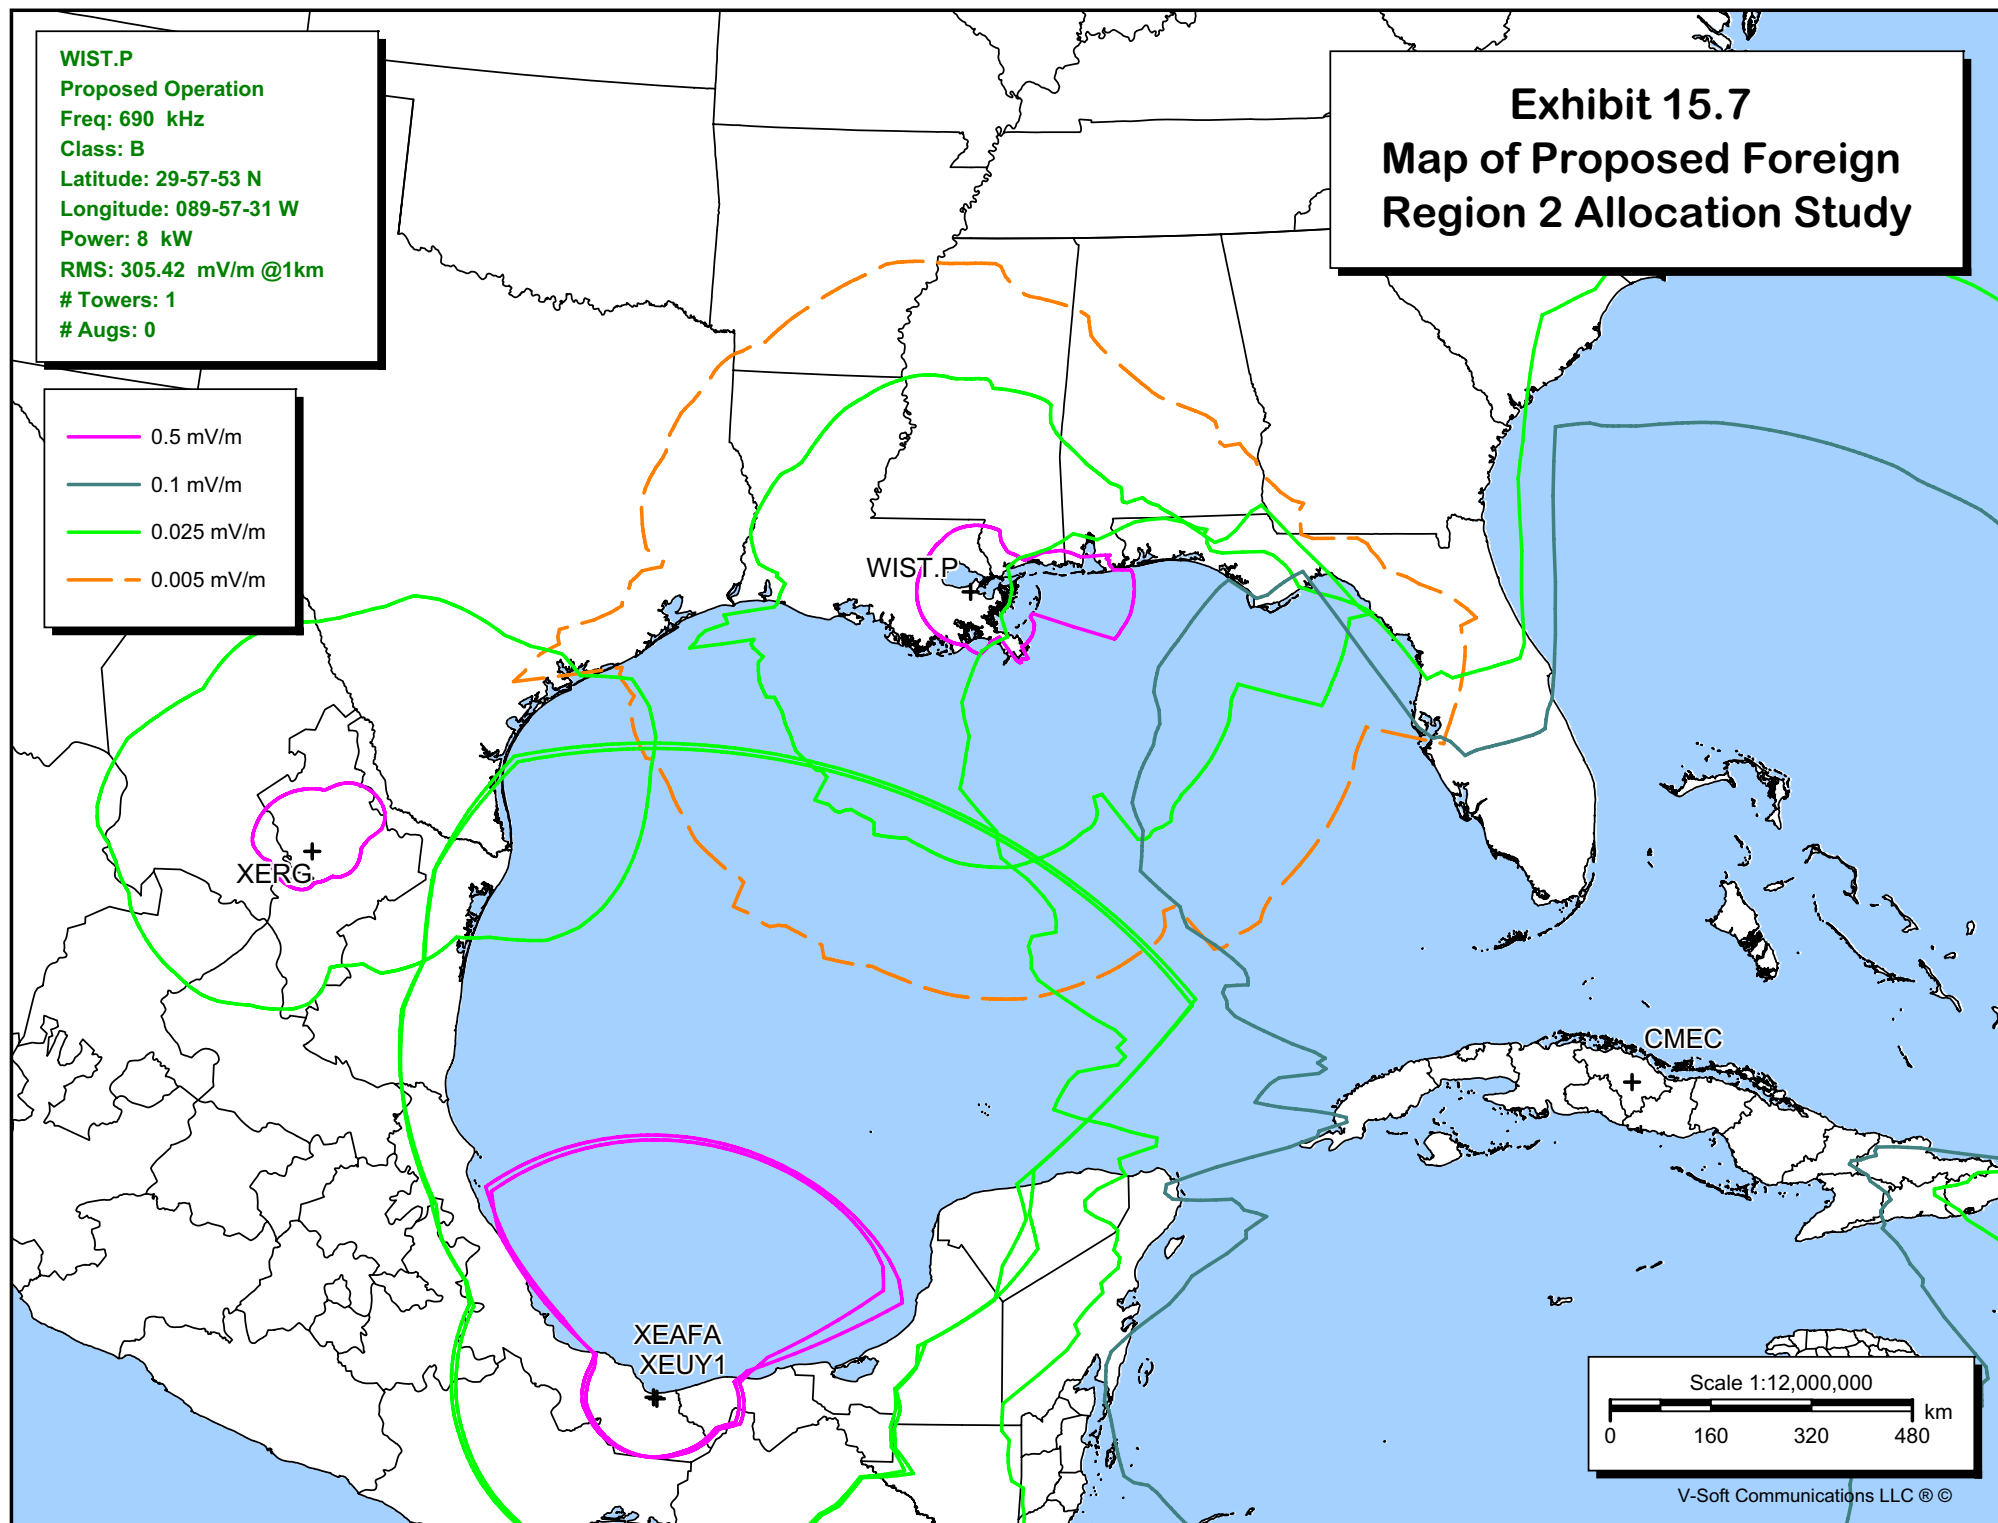 WIST.P
Proposed Operation
Freq: 690 kHz
Class: B
Latitude: 29-57-53 N
Longitude: 089-57-31 W
Power: 8 kW
RMS: 305.42 mV/m @1km
# Towers: 1
# Augs: 0
Exhibit 15.7
Map of Proposed Foreign
Region 2 Allocation Study
0.5 mV/m
0.1 mV/m
0.025 mV/m
0.005 mV/m
WIST.P
XERG
CMEC
XEAFA
XEUY1
Scale 1:12,000,000
km
0 160 320 480
V-Soft Communications LLC ® ©